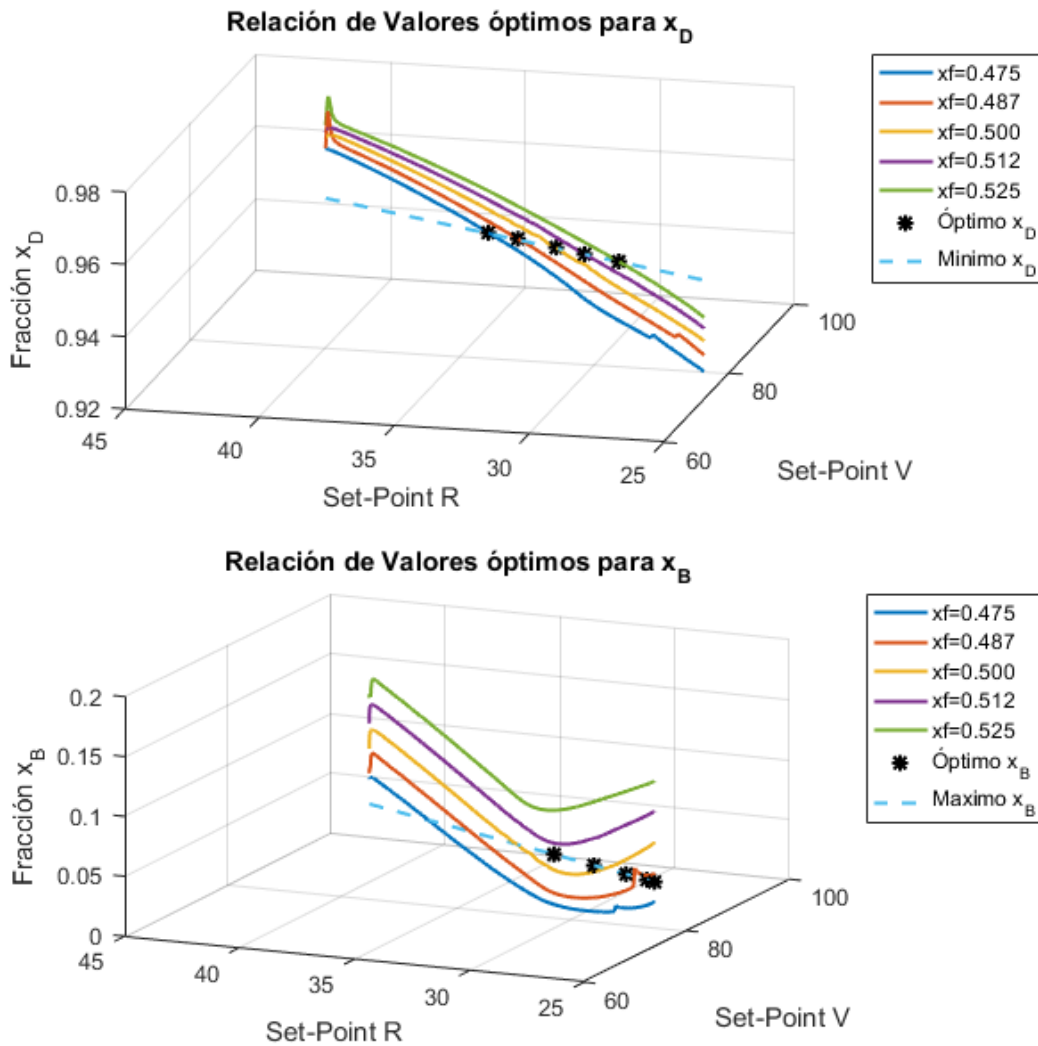 Relación de Valores óptimos para x_D
xf=0.475
xf=0.487
xf=0.500
xf=0.512
xf=0.525
Óptimo x_D
Minimo x_D
0.98
0.96
0.94
0.92
Fracción x_D
45
40
35
30
25
Set-Point R
60
80
100
Set-Point V
Relación de Valores óptimos para x_B
xf=0.475
xf=0.487
xf=0.500
xf=0.512
xf=0.525
Óptimo x_B
Maximo x_B
0.2
0.15
0.1
0.05
0
Fracción x_B
45
40
35
30
25
Set-Point R
60
80
100
Set-Point V